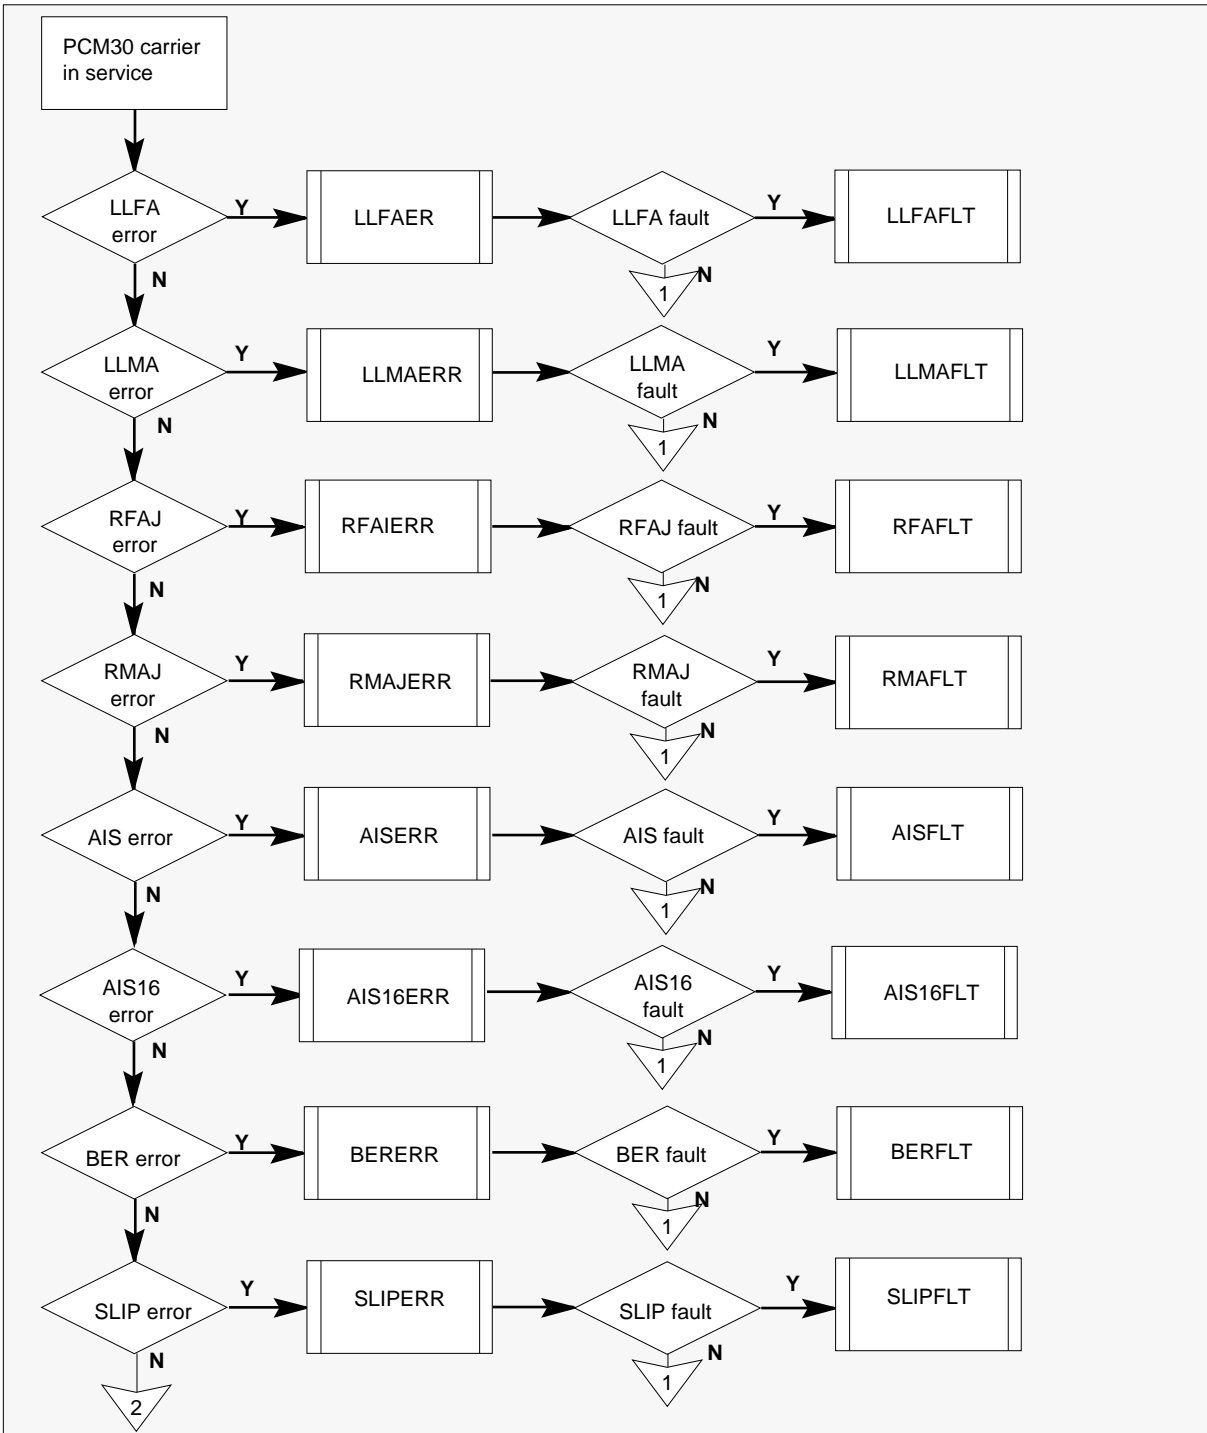 PCM30 carrier
in service
LLFA
error
Y
LLFAER
LLFA fault
Y
LLFAFLT
N
N
1
LLMA
error
Y
LLMAERR
LLMA
fault
Y
LLMAFLT
N
N
1
RFAJ
error
Y
RFAIERR
RFAJ fault
Y
RFAFLT
N
N
1
RMAJ
error
Y
RMAJERR
RMAJ
fault
Y
RMAFLT
N
N
1
AIS error
Y
AISERR
AIS fault
Y
AISFLT
N
N
1
AIS16
error
Y
AIS16ERR
AIS16
fault
Y
AIS16FLT
N
N
1
BER error
Y
BERERR
BER fault
Y
BERFLT
N
N
1
SLIP error
Y
SLIPERR
SLIP fault
Y
SLIPFLT
N
N
2
1